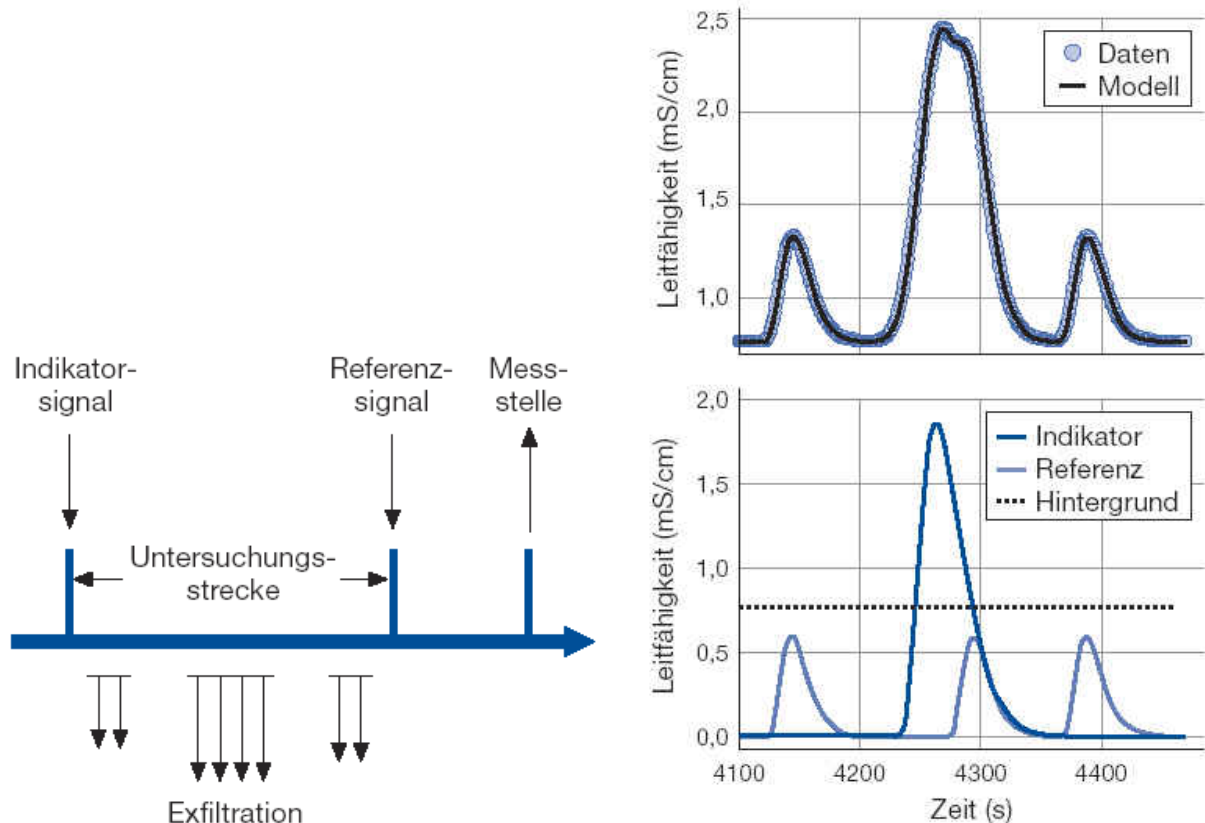 Indikator-
signal
Referenz-
signal
Mess-
stelle
Untersuchungs-
strecke
Exfiltration
Leitfähigkeit (mS/cm)
2,5
2,0
1,5
1,0
Daten
Modell
Leitfähigkeit (mS/cm)
2,0
1,5
1,0
0,5
0,0
Indikator
Referenz
Hintergrund
4100 4200 4300 4400
Zeit (s)